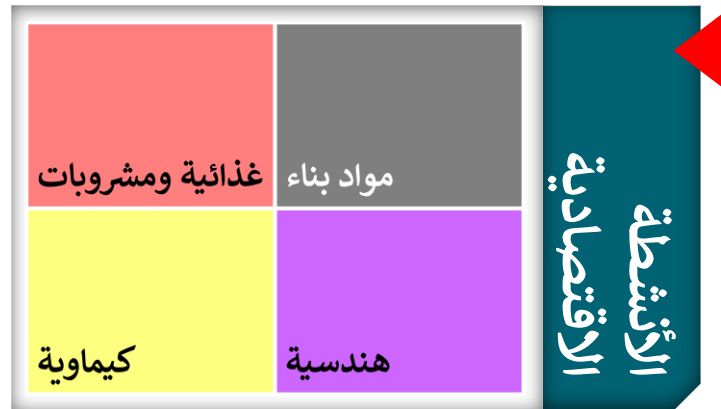 الأنشطة
الاقتصادية
مواد بناء
غذائية ومشروبات
هندسية
كيماوية